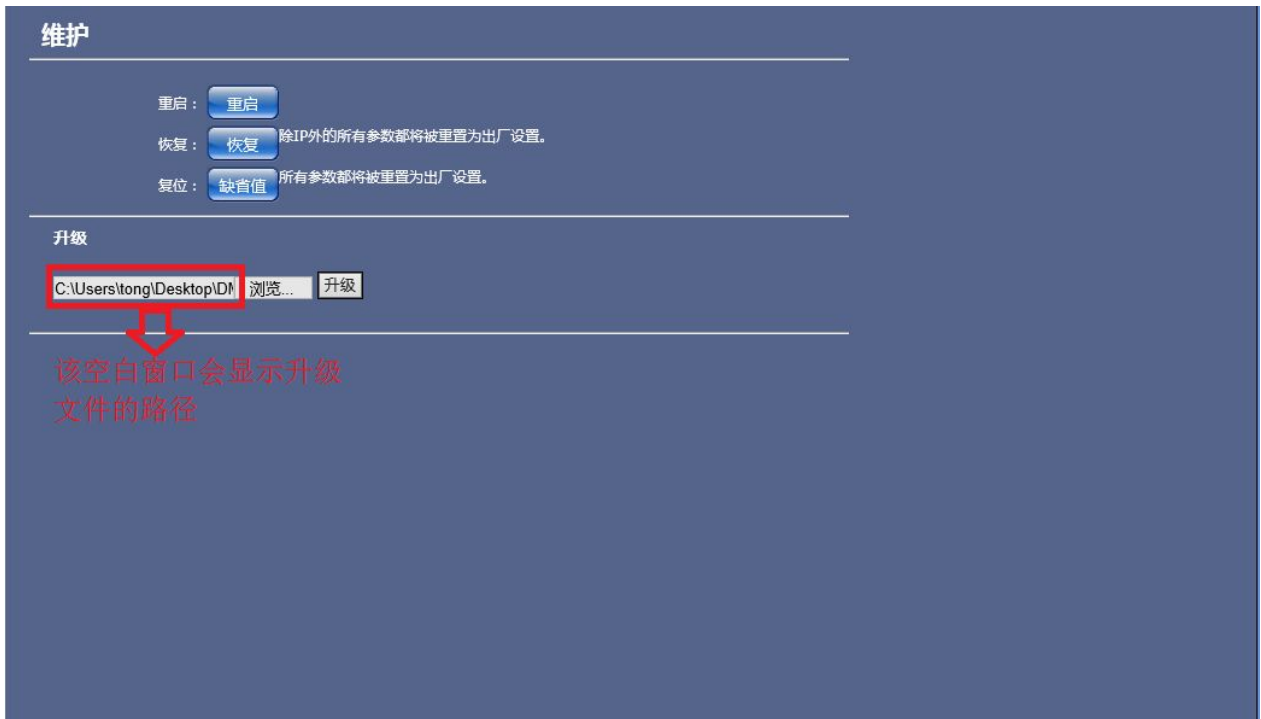 维护
重启： 重启
恢复： 恢复 除IP外的所有参数都将被重置为出厂设置。
复位： 缺省值 所有参数都将被重置为出厂设置。
升级
C:\Users\tong\Desktop\DM 浏览... 升级
该空白窗口会显示升级
文件的路径